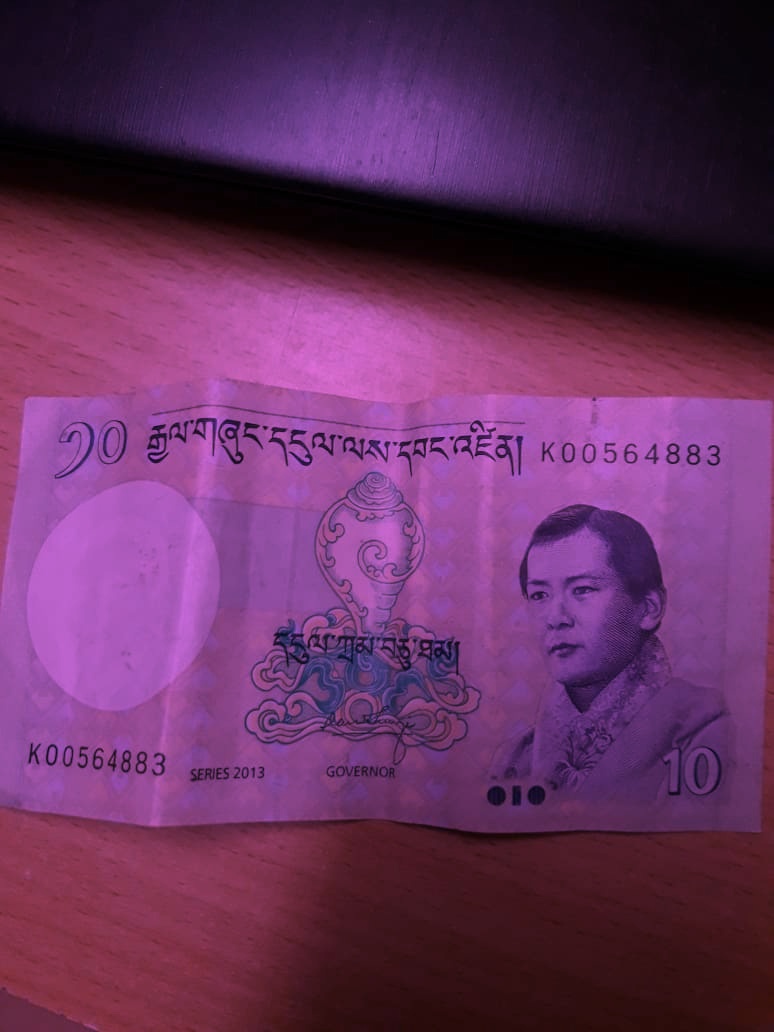 ༡༠ རྒྱལ་གཞུང་དངུལ་ལས་དབང་འཛིན། K00564883
དངུལ་ཀྲམ་བཅུ་ཐམ།
K00564883 SERIES 2013 GOVERNOR 10